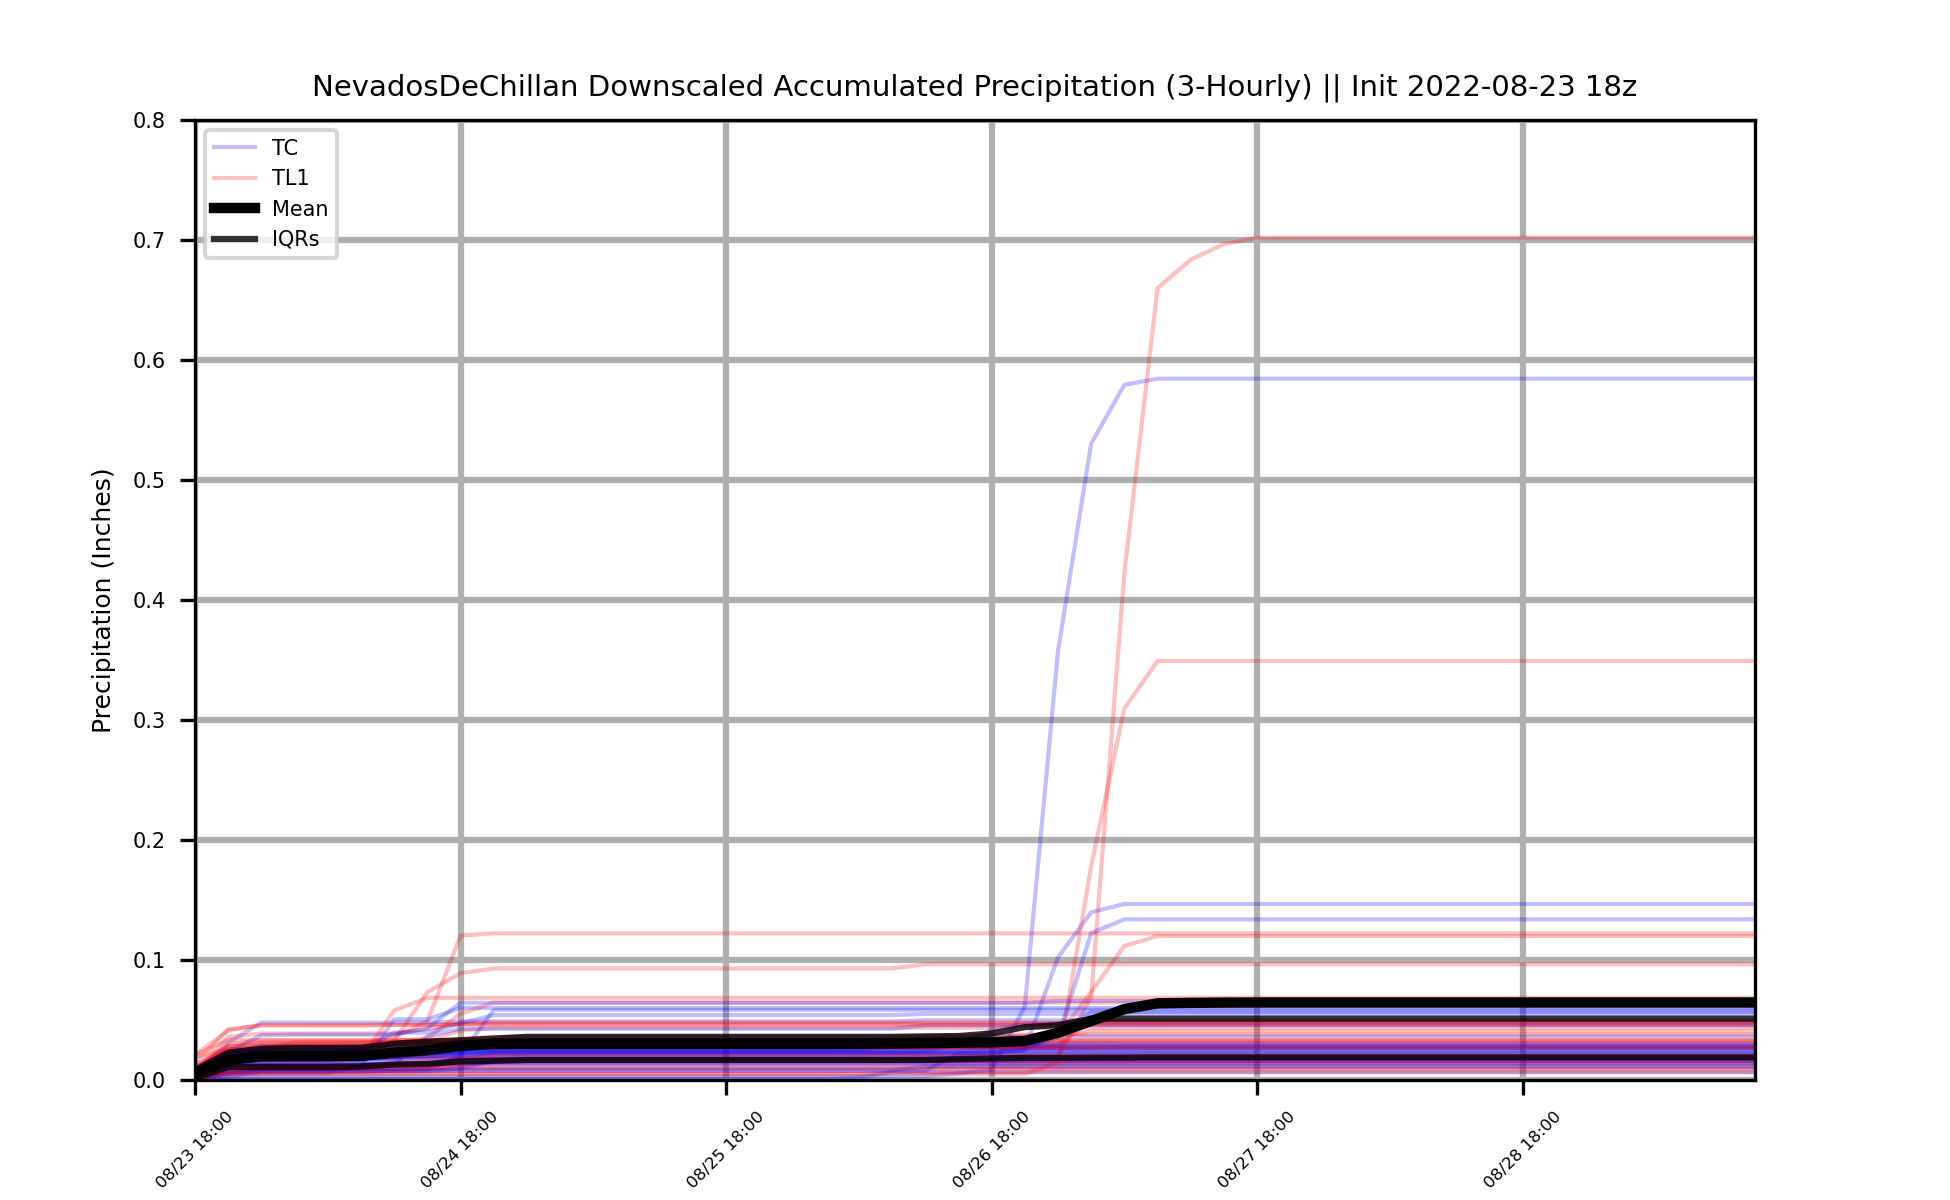 NevadosDeChillan Downscaled Accumulated Precipitation (3-Hourly) || Init 2022-08-23 18z
TC
TL1
Mean
IQRs
Precipitation (Inches)
0.8
0.7
0.6
0.5
0.4
0.3
0.2
0.1
0.0
08/23 18:00
08/24 18:00
08/25 18:00
08/26 18:00
08/27 18:00
08/28 18:00